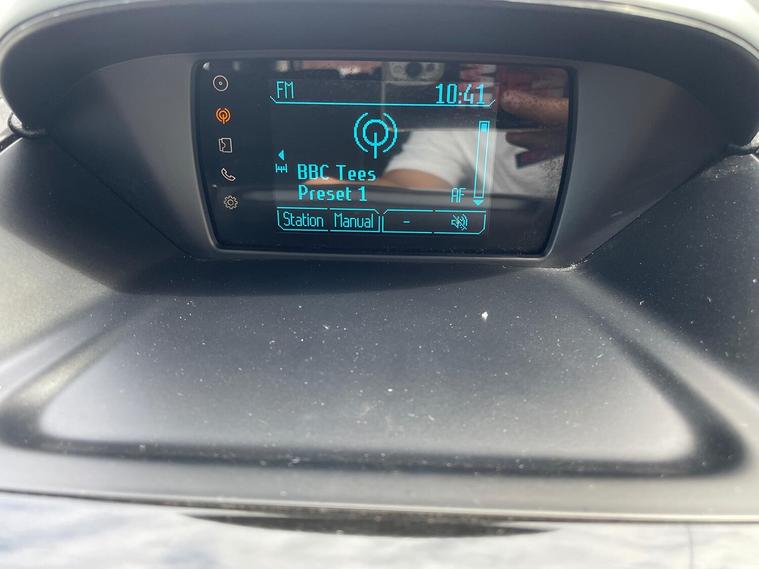 FM 10:41
BBC Tees
Preset 1 AF
Station Manual -